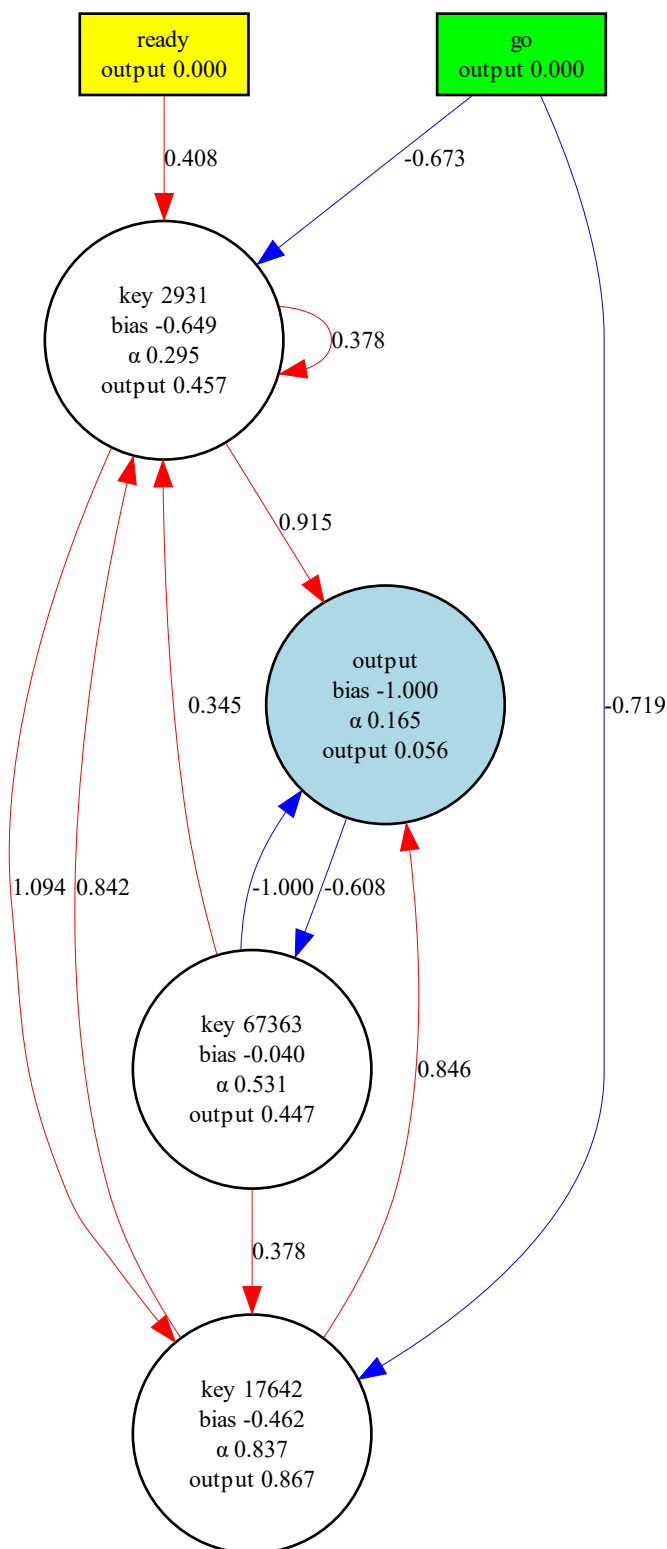 ready
output 0.000
go
output 0.000
0.408
-0.673
key 2931
bias -0.649
α 0.295
output 0.457
0.378
0.915
output
bias -1.000
α 0.165
output 0.056
0.345
-0.719
1.094
0.842
-1.000
-0.608
key 67363
bias -0.040
α 0.531
output 0.447
0.846
0.378
key 17642
bias -0.462
α 0.837
output 0.867